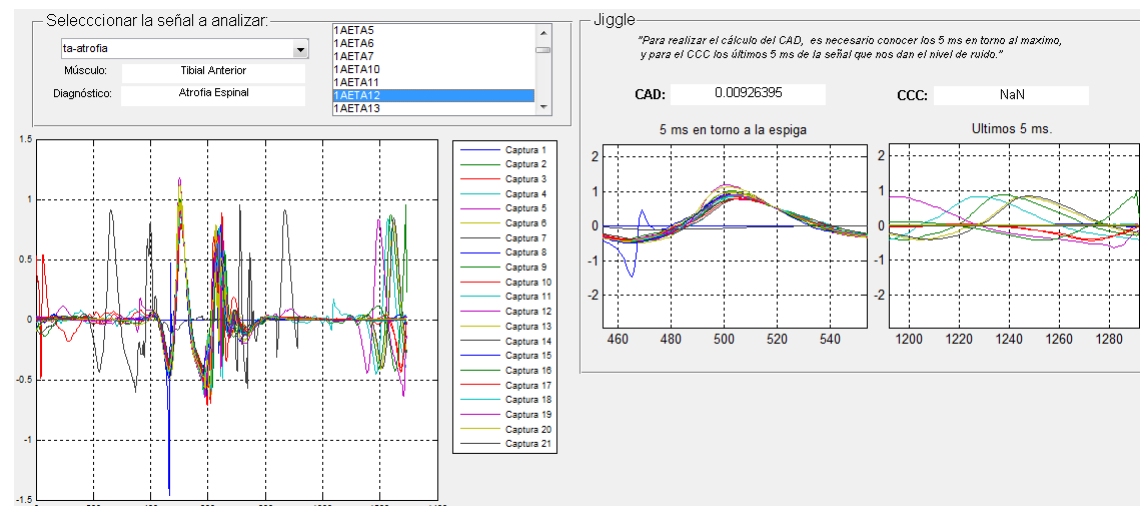 Seleccionar la señal a analizar:
ta-atrofia
Músculo: Tibial Anterior
Diagnóstico: Atrofia Espinal
1AETA5
1AETA6
1AETA7
1AETA10
1AETA11
1AETA12
1AETA13
1.5
1
0.5
0
-0.5
-1
-1.5
Captura 1
Captura 2
Captura 3
Captura 4
Captura 5
Captura 6
Captura 7
Captura 8
Captura 9
Captura 10
Captura 11
Captura 12
Captura 13
Captura 14
Captura 15
Captura 16
Captura 17
Captura 18
Captura 19
Captura 20
Captura 21
Jiggle
"Para realizar el cálculo del CAD, es necesario conocer los 5 ms en torno al maximo,
y para el CCC los últimos 5 ms de la señal que nos dan el nivel de ruido."
CAD: 0.00926395
CCC: NaN
5 ms en torno a la espiga
2
1
0
-1
-2
460 480 500 520 540
Ultimos 5 ms.
2
1
0
-1
-2
1200 1220 1240 1260 1280